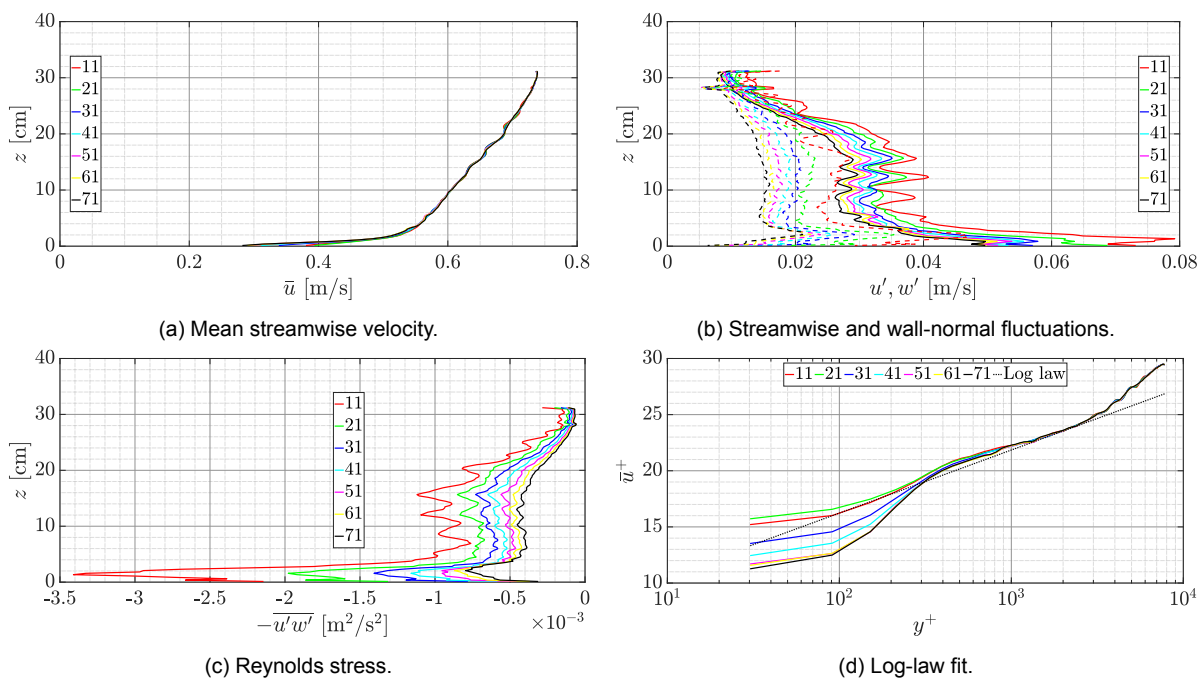 40
30
20
10
0
z [cm]
11
21
31
41
51
61
71
0 0.2 0.4 0.6 0.8
u̅ [m/s]
(a) Mean streamwise velocity.
40
30
20
10
0
z [cm]
11
21
31
41
51
61
71
0 0.02 0.04 0.06 0.08
u′, w′ [m/s]
(b) Streamwise and wall-normal fluctuations.
40
30
20
10
0
z [cm]
11
21
31
41
51
61
71
-3.5 -3 -2.5 -2 -1.5 -1 -0.5 0
−u′w′ [m²/s²] ×10⁻³
(c) Reynolds stress.
30
25
20
15
10
u̅⁺
11 21 31 41 51 61 71 Log law
10¹ 10² 10³ 10⁴
y⁺
(d) Log-law fit.